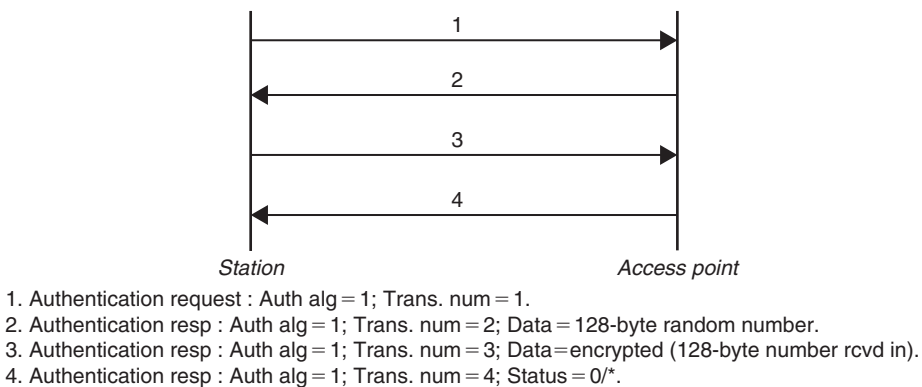 1
2
3
4
Station Access point
1. Authentication request : Auth alg = 1; Trans. num = 1.
2. Authentication resp : Auth alg = 1; Trans. num = 2; Data = 128-byte random number.
3. Authentication resp : Auth alg = 1; Trans. num = 3; Data=encrypted (128-byte number rcvd in).
4. Authentication resp : Auth alg = 1; Trans. num = 4; Status = 0/*.